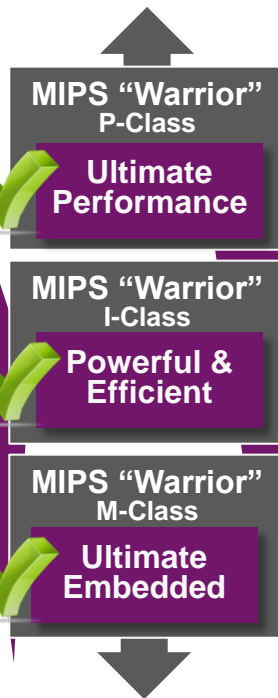 MIPS “Warrior”
P-Class
Ultimate
Performance
MIPS “Warrior”
I-Class
Powerful &
Efficient
MIPS “Warrior”
M-Class
Ultimate
Embedded